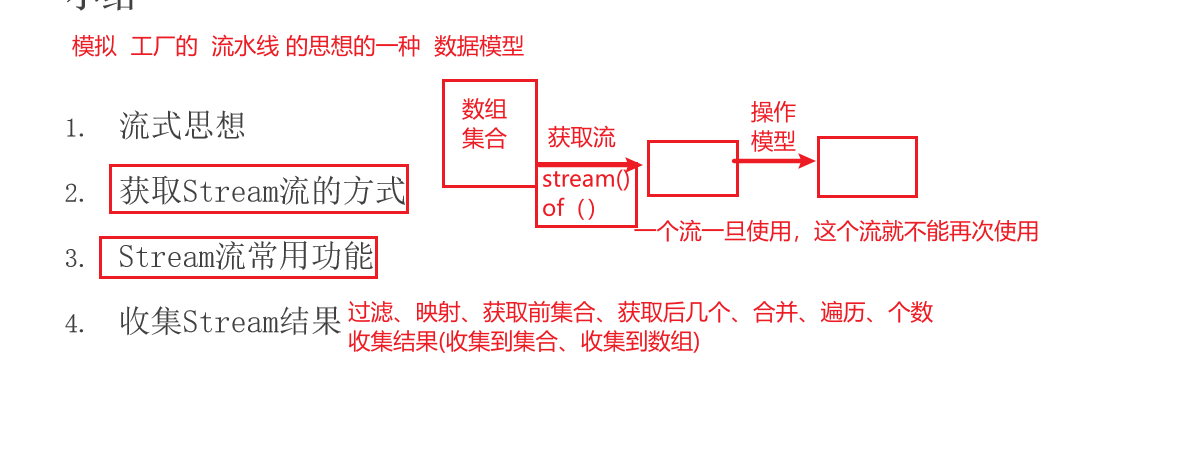 小结
模拟 工厂的 流水线 的思想的一种 数据模型
1. 流式思想
2. 获取Stream流的方式
3. Stream流常用功能
4. 收集Stream结果
数组
集合
获取流
stream()
of（）
操作
模型
一个流一旦使用，这个流就不能再次使用
过滤、映射、获取前集合、获取后几个、合并、遍历、个数
收集结果(收集到集合、收集到数组)